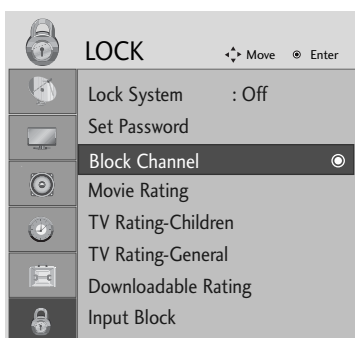 LOCK Move Enter
Lock System : Off
Set Password
Block Channel
Movie Rating
TV Rating-Children
TV Rating-General
Downloadable Rating
Input Block